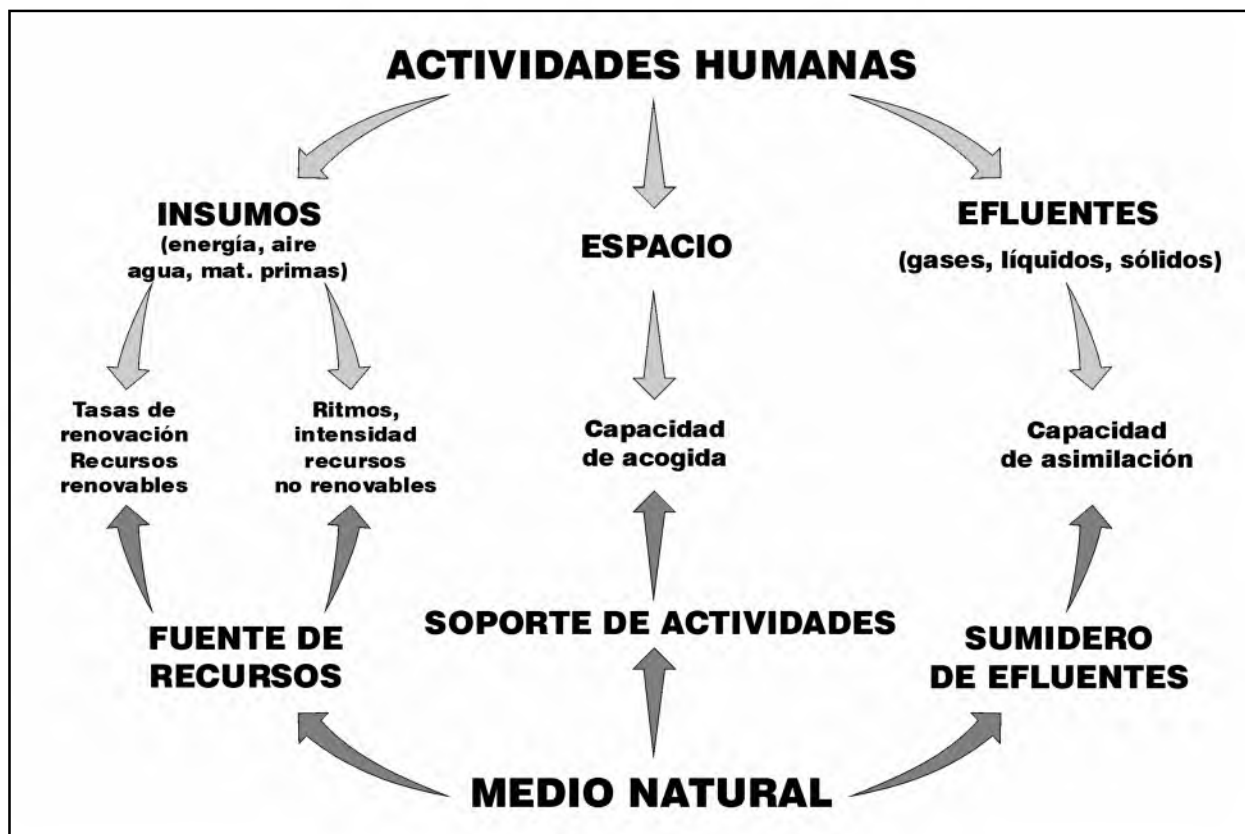 ACTIVIDADES HUMANAS
INSUMOS
(energía, aire
agua, mat. primas)
ESPACIO
EFLUENTES
(gases, líquidos, sólidos)
Tasas de
renovación
Recursos
renovables
Ritmos,
intensidad
recursos
no renovables
Capacidad
de acogida
Capacidad
de asimilación
FUENTE DE
RECURSOS
SOPORTE DE ACTIVIDADES
SUMIDERO
DE EFLUENTES
MEDIO NATURAL